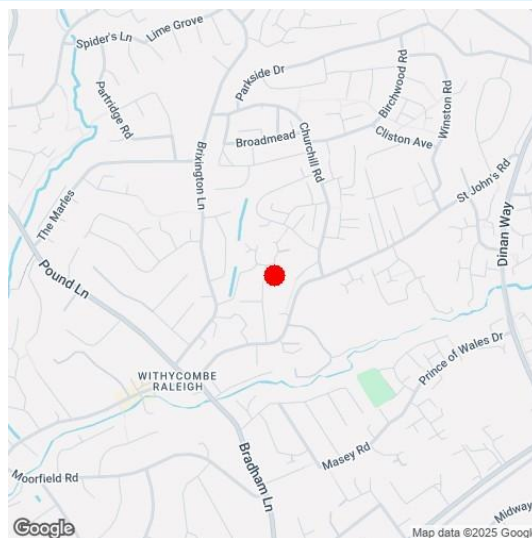 Spider's Ln
Lime Grove
Partridge Rd
Parkside Dr
Birchwood Rd
Winston Rd
Broadmead
Churchill Rd
Cliston Ave
Brixington Ln
St John's Rd
The Marles
Dinan Way
Pound Ln
WITHYCOMBE
RALEIGH
Prince of Wales Dr
Bradham Ln
Masey Rd
Moorfield Rd
Midway
Google
Map data ©2025 Google